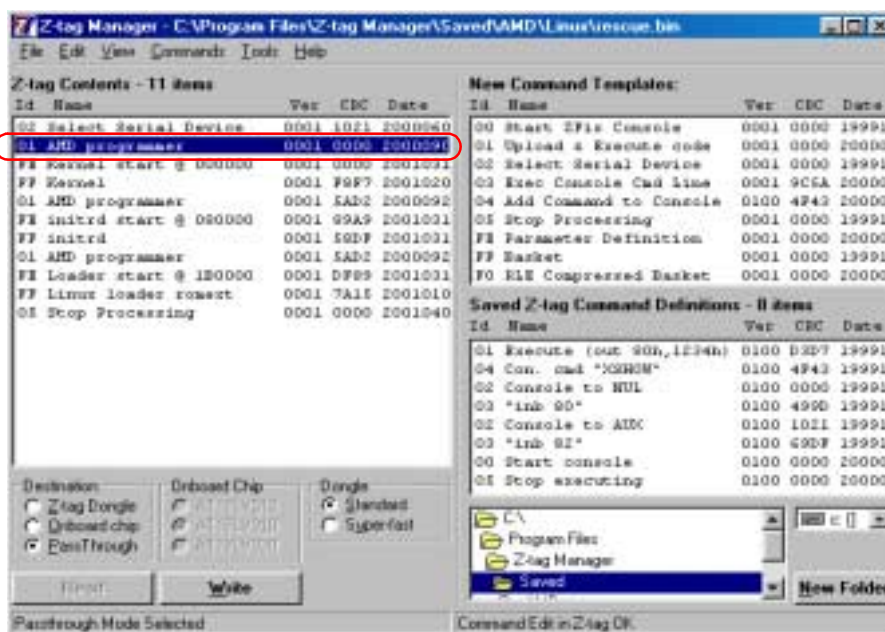 Z-tag Manager - C:\Program Files\Z-tag Manager\Saved\AMD\Linux\rescue.bin
File Edit View Commands Tools Help
Z-tag Contents - 11 items
Id Name Ver CRC Date
02 Select Serial Device 0001 1021 2000060
01 AMD programmer 0001 0000 2000090
FE Kernel start @ 000000 0001 0000 2001031
FF Kernel 0001 F9F7 2001020
01 AMD programmer 0001 5AD2 2000092
FE initrd start @ 080000 0001 89A9 2001031
FF initrd 0001 58DF 2001031
01 AMD programmer 0001 5AD2 2000092
FE Loader start @ 1B0000 0001 DF89 2001031
FF Linux loader romext 0001 7A15 2001010
05 Stop Processing 0001 0000 2001040
Destination
Z-tag Dongle
Onboard chip
PassThrough
Onboard Chip
Dongle
Standard
Super-fast
Read
Write
Passthrough Mode Selected
New Command Templates:
Id Name Ver CRC Date
00 Start ZFix Console 0001 0000 19991
01 Upload & Execute code 0001 0000 20000
02 Select Serial Device 0001 0000 19991
03 Exec Console Cmd Line 0001 9C5A 20000
04 Add Command to Console 0100 4F43 20000
05 Stop Processing 0001 0000 19991
FE Parameter Definition 0001 0000 20000
FF Basket 0001 0000 19991
F0 RLE Compressed Basket 0001 0000 20000
Saved Z-tag Command Definitions - 8 items
Id Name Ver CRC Date
01 Execute (out 80h,1234h) 0100 D3D7 19991
04 Con. cmd "XSHOW" 0100 4F43 19991
02 Console to NUL 0100 0000 19991
03 "inb 80" 0100 499D 19991
02 Console to AUX 0100 1021 19991
03 "inb 82" 0100 69DF 19991
00 Start console 0100 0000 20000
05 Stop executing 0100 0000 20000
C:\
Program Files
Z-tag Manager
Saved
c: []
New Folder
Command Edit in Z-tag OK